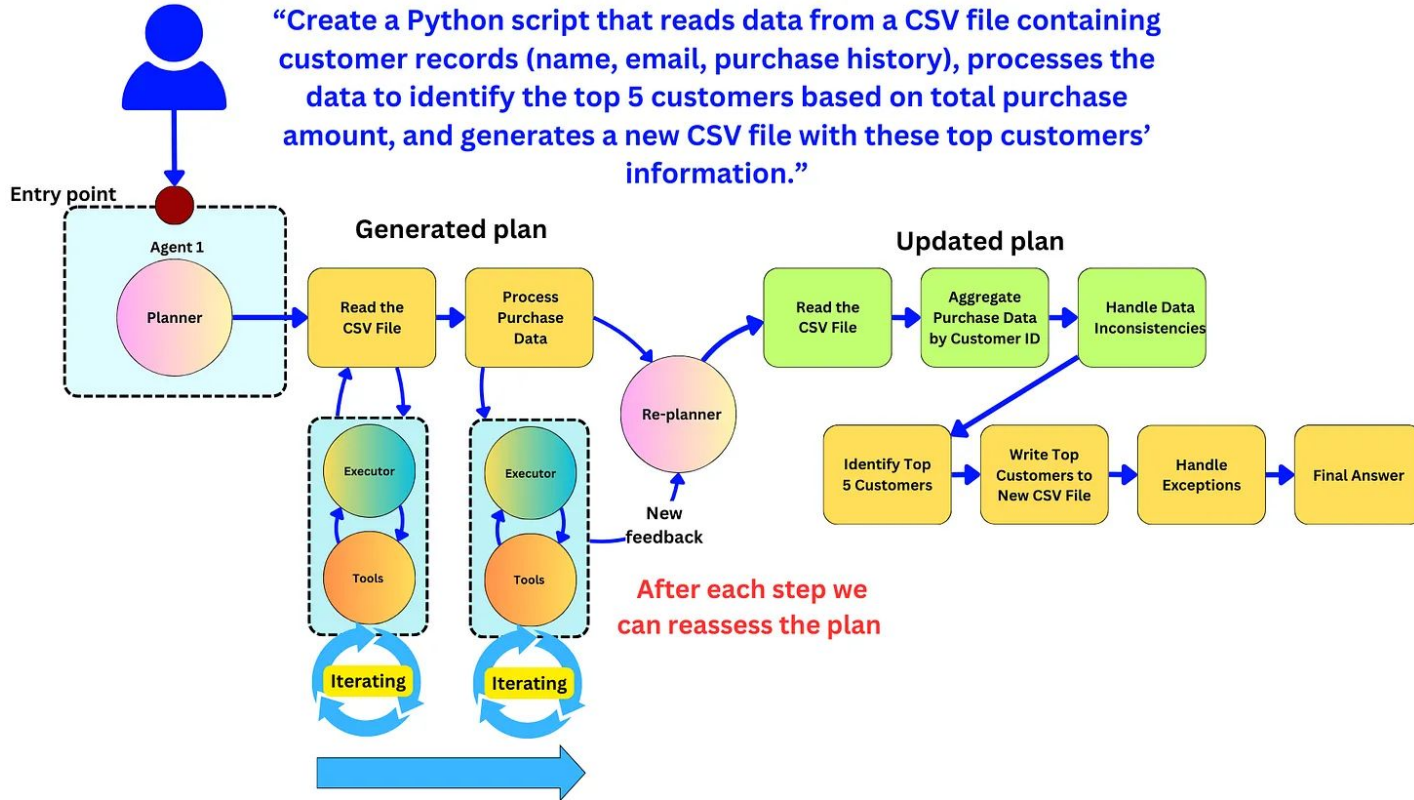 “Create a Python script that reads data from a CSV file containing
customer records (name, email, purchase history), processes the
data to identify the top 5 customers based on total purchase
amount, and generates a new CSV file with these top customers’
information.”
Entry point
Agent 1
Planner
Generated plan
Read the
CSV File
Process
Purchase
Data
Executor
Tools
Iterating
Executor
Tools
Iterating
Re-planner
New
feedback
After each step we
can reassess the plan
Updated plan
Read the
CSV File
Aggregate
Purchase Data
by Customer ID
Handle Data
Inconsistencies
Identify Top
5 Customers
Write Top
Customers to
New CSV File
Handle
Exceptions
Final Answer